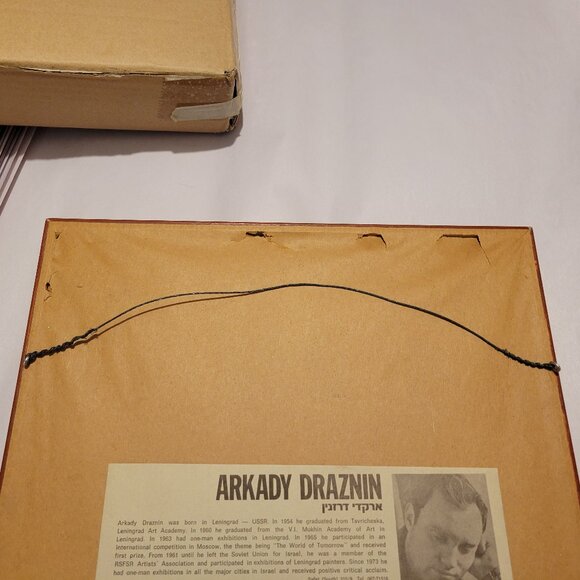 ARKADY DRAZNIN
ארקדי דרזנין
Arkady Draznin was born in Leningrad — USSR. In 1954 he graduated from Tavricheska,
Leningrad Art Academy. In 1960 he graduated from the V.I. Mukhin Academy of Art in
Leningrad. In 1963 had one-man exhibitions in Leningrad. In 1965 he participated in an
international competition in Moscow, the theme being "The World of Tomorrow" and received
first prize. From 1961 until he left the Soviet Union for Israel, he was a member of the
RSFSR Artists' Association and participated in exhibitions of Leningrad painters. Since 1973 he
had one-man exhibitions in all the major cities in Israel and received positive critical acclaim.